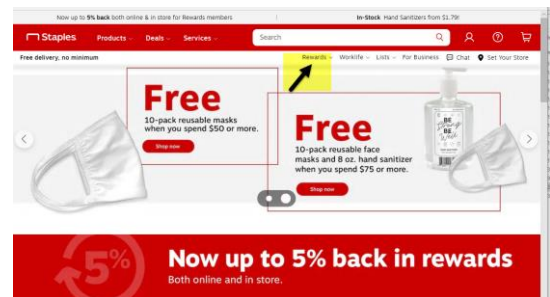 Now up to 5% back both online & in store for Rewards members
In-Stock Hand Sanitizers from $1.79!
Staples
Products
Deals
Services
Search
Free delivery, no minimum
Rewards
Worklife
Lists
For Business
Chat
Set Your Store
Free
10-pack reusable masks
when you spend $50 or more.
Shop now
Free
10-pack reusable face
masks and 8 oz. hand sanitizer
when you spend $75 or more.
Shop now
BE
Strong
BE
Well
5%
Now up to 5% back in rewards
Both online and in store.